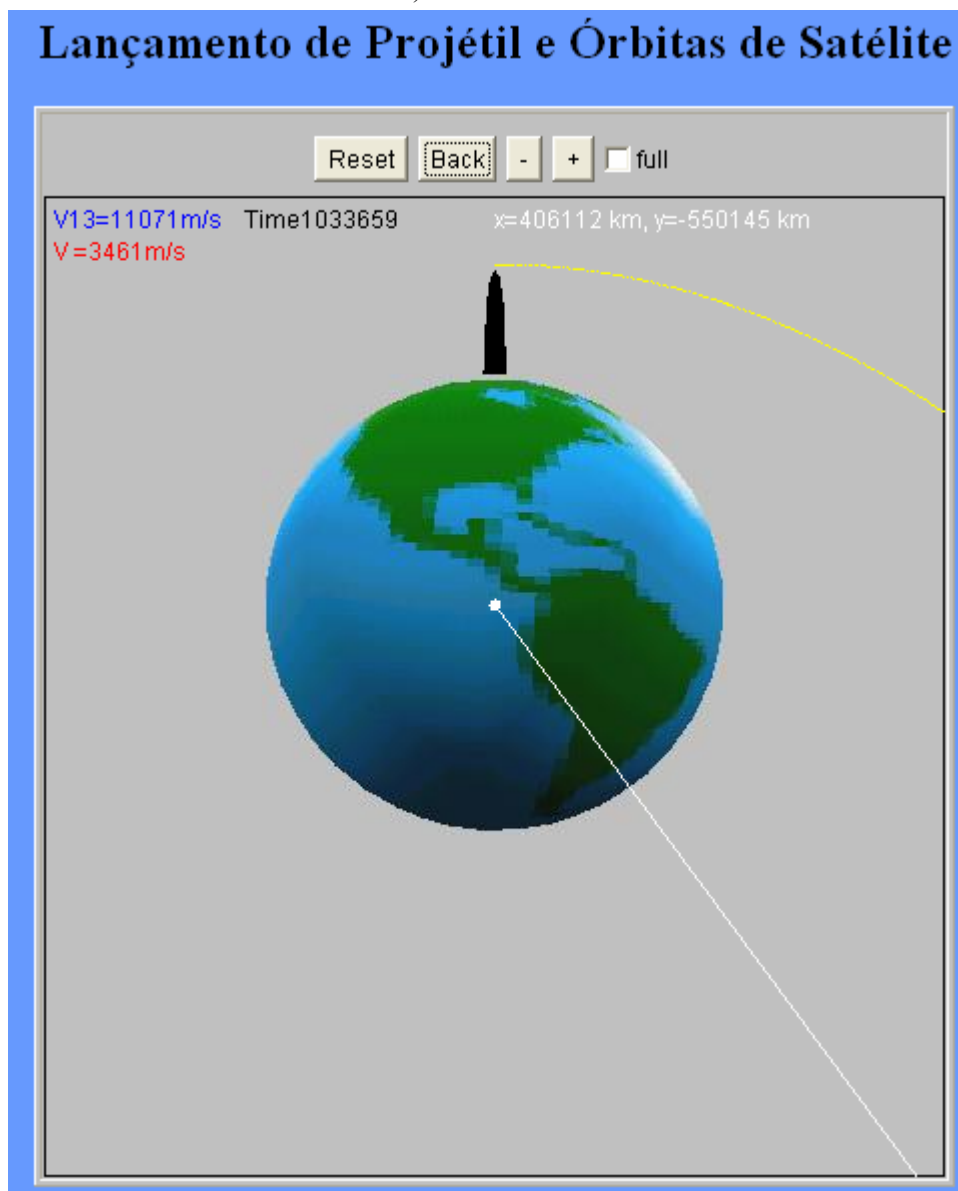 Lançamento de Projétil e Órbitas de Satélite
Reset Back - + full
V13=11071m/s Time1033659 x=406112 km, y=-550145 km
V=3461m/s